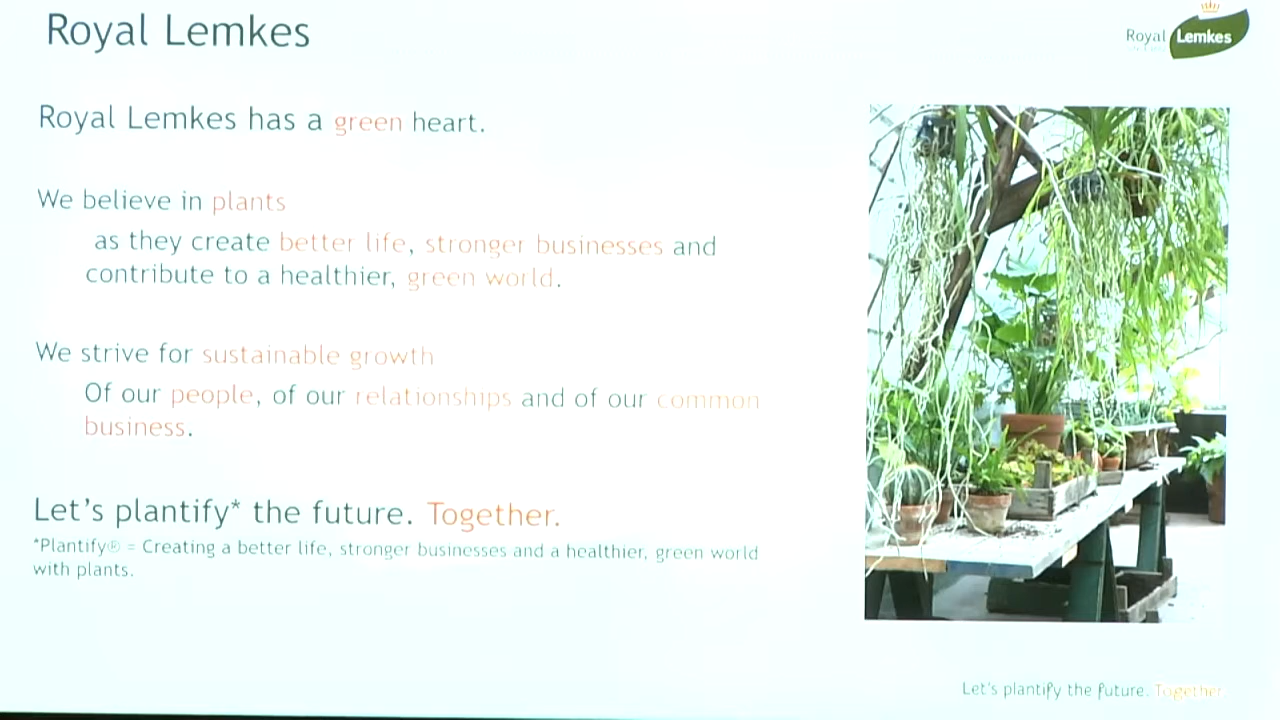 Royal Lemkes
Royal Lemkes
Royal Lemkes has a green heart.
We believe in plants
as they create better life, stronger businesses and
contribute to a healthier, green world.
We strive for sustainable growth
Of our people, of our relationships and of our common
business.
Let's plantify* the future. Together.
*Plantify® = Creating a better life, stronger businesses and a healthier, green world
with plants.
Let's plantify the future. Together.